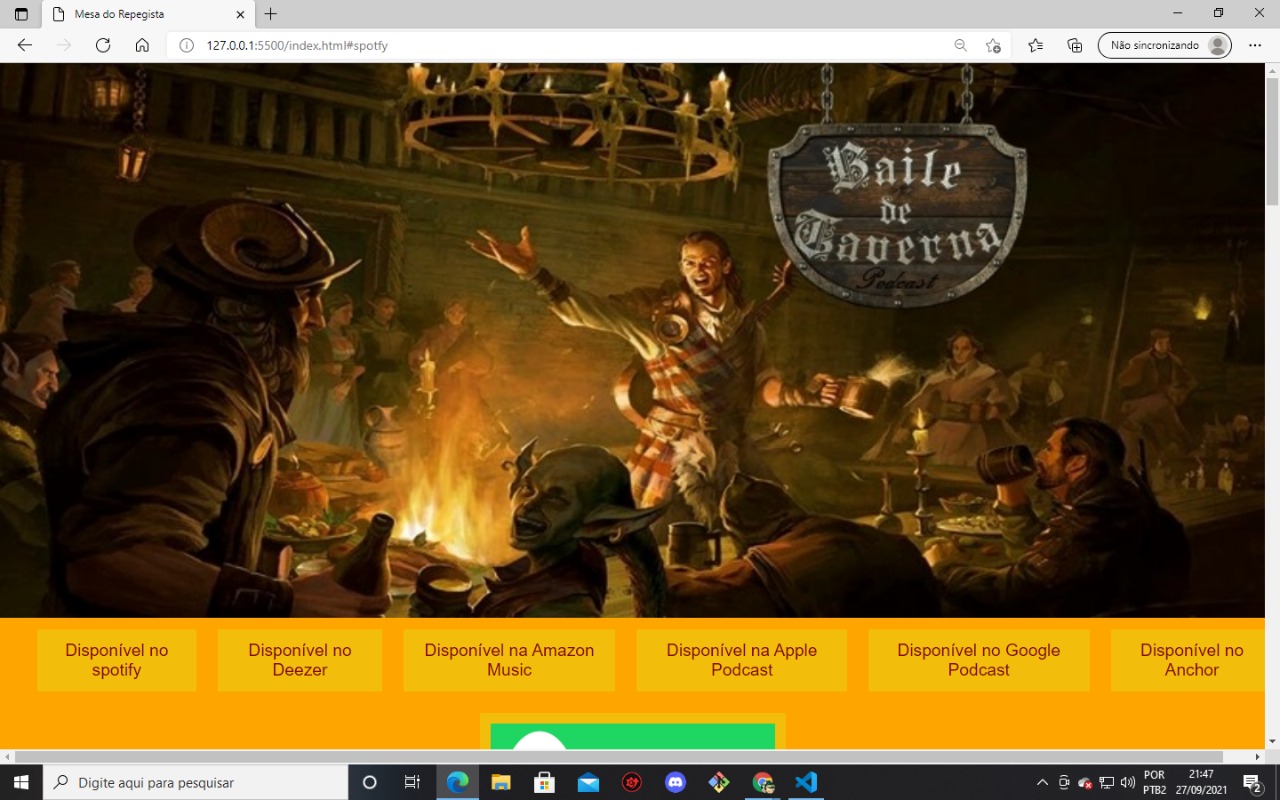 Mesa do Repegista
127.0.0.1:5500/index.html#spotfy
Não sincronizando
Baile
de
Taverna
Podcast
Disponível no
spotify
Disponível no
Deezer
Disponível na Amazon
Music
Disponível na Apple
Podcast
Disponível no Google
Podcast
Disponível no
Anchor
Digite aqui para pesquisar
POR
PTB2
21:47
27/09/2021
2